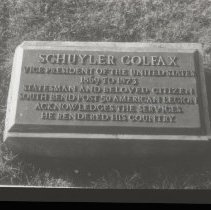 SCHUYLER COLFAX
VICE PRESIDENT OF THE UNITED STATES
1869 TO 1873
STATESMAN AND BELOVED CITIZEN
SOUTH BEND POST 50 AMERICAN LEGION
ACKNOWLEDGES THE SERVICES
HE RENDERED HIS COUNTRY